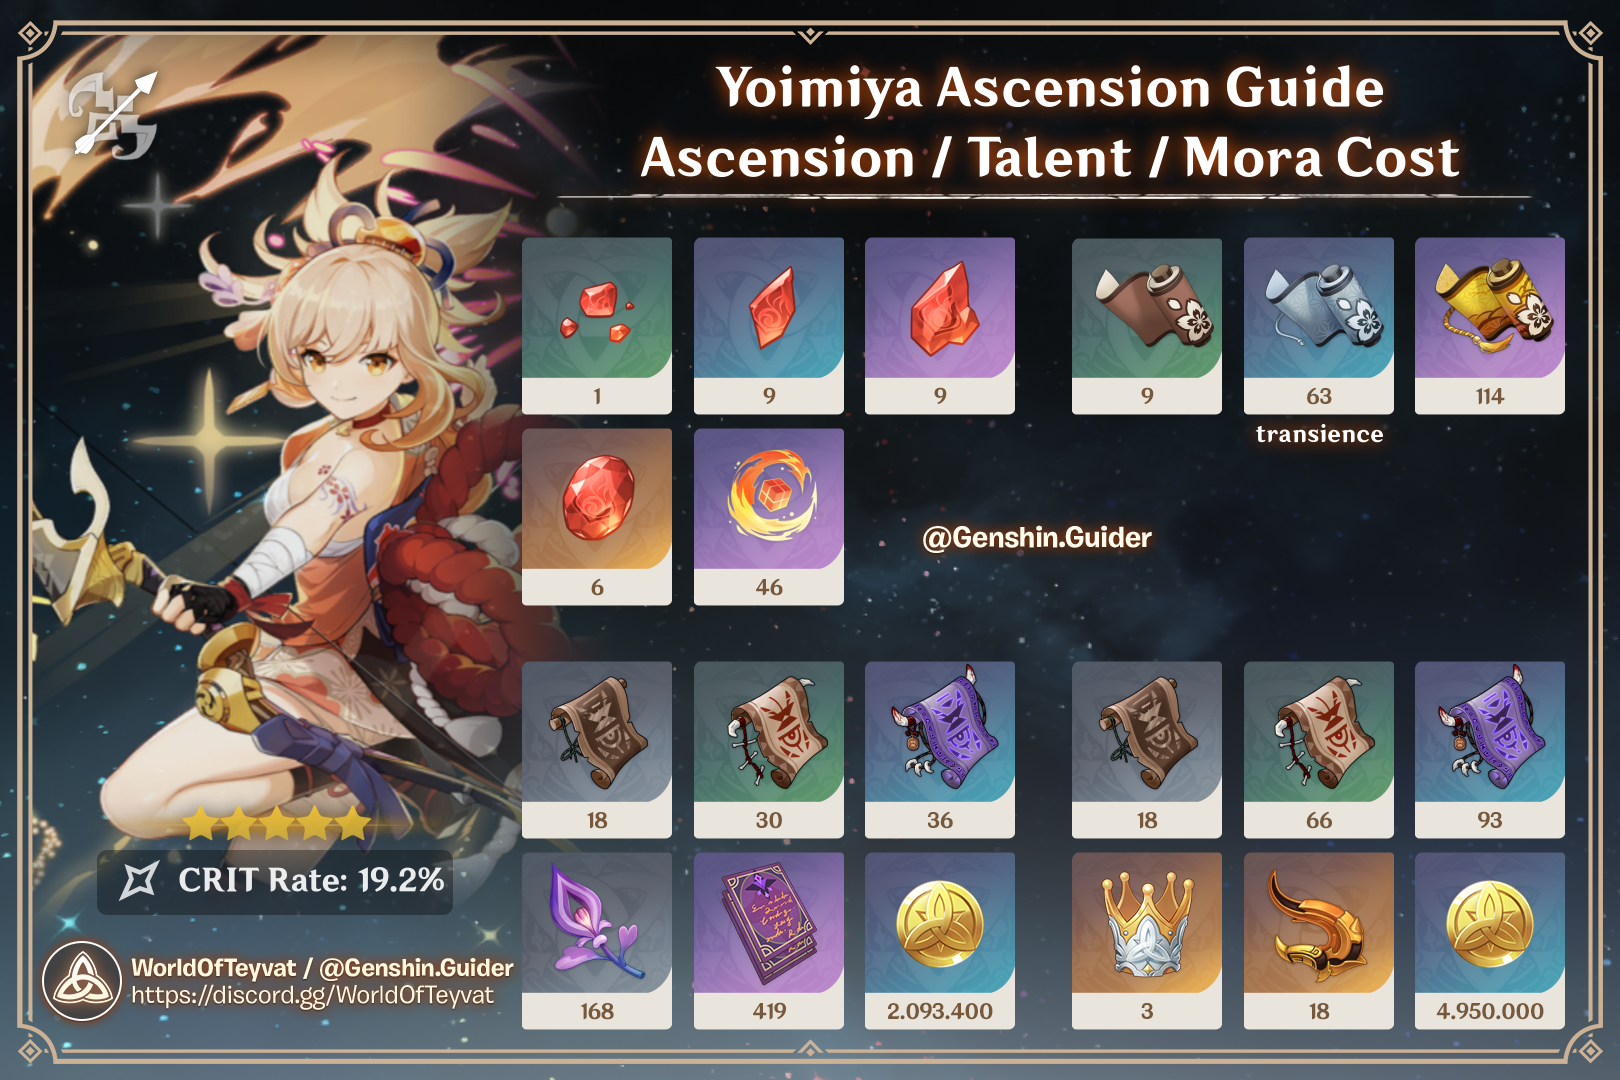 Yoimiya Ascension Guide
Ascension / Talent / Mora Cost
1
9
9
9
63
114
transience
6
46
@Genshin.Guider
18
30
36
18
66
93
168
419
2.093.400
3
18
4.950.000
CRIT Rate: 19.2%
WorldOfTeyvat / @Genshin.Guider
https://discord.gg/WorldOfTeyvat